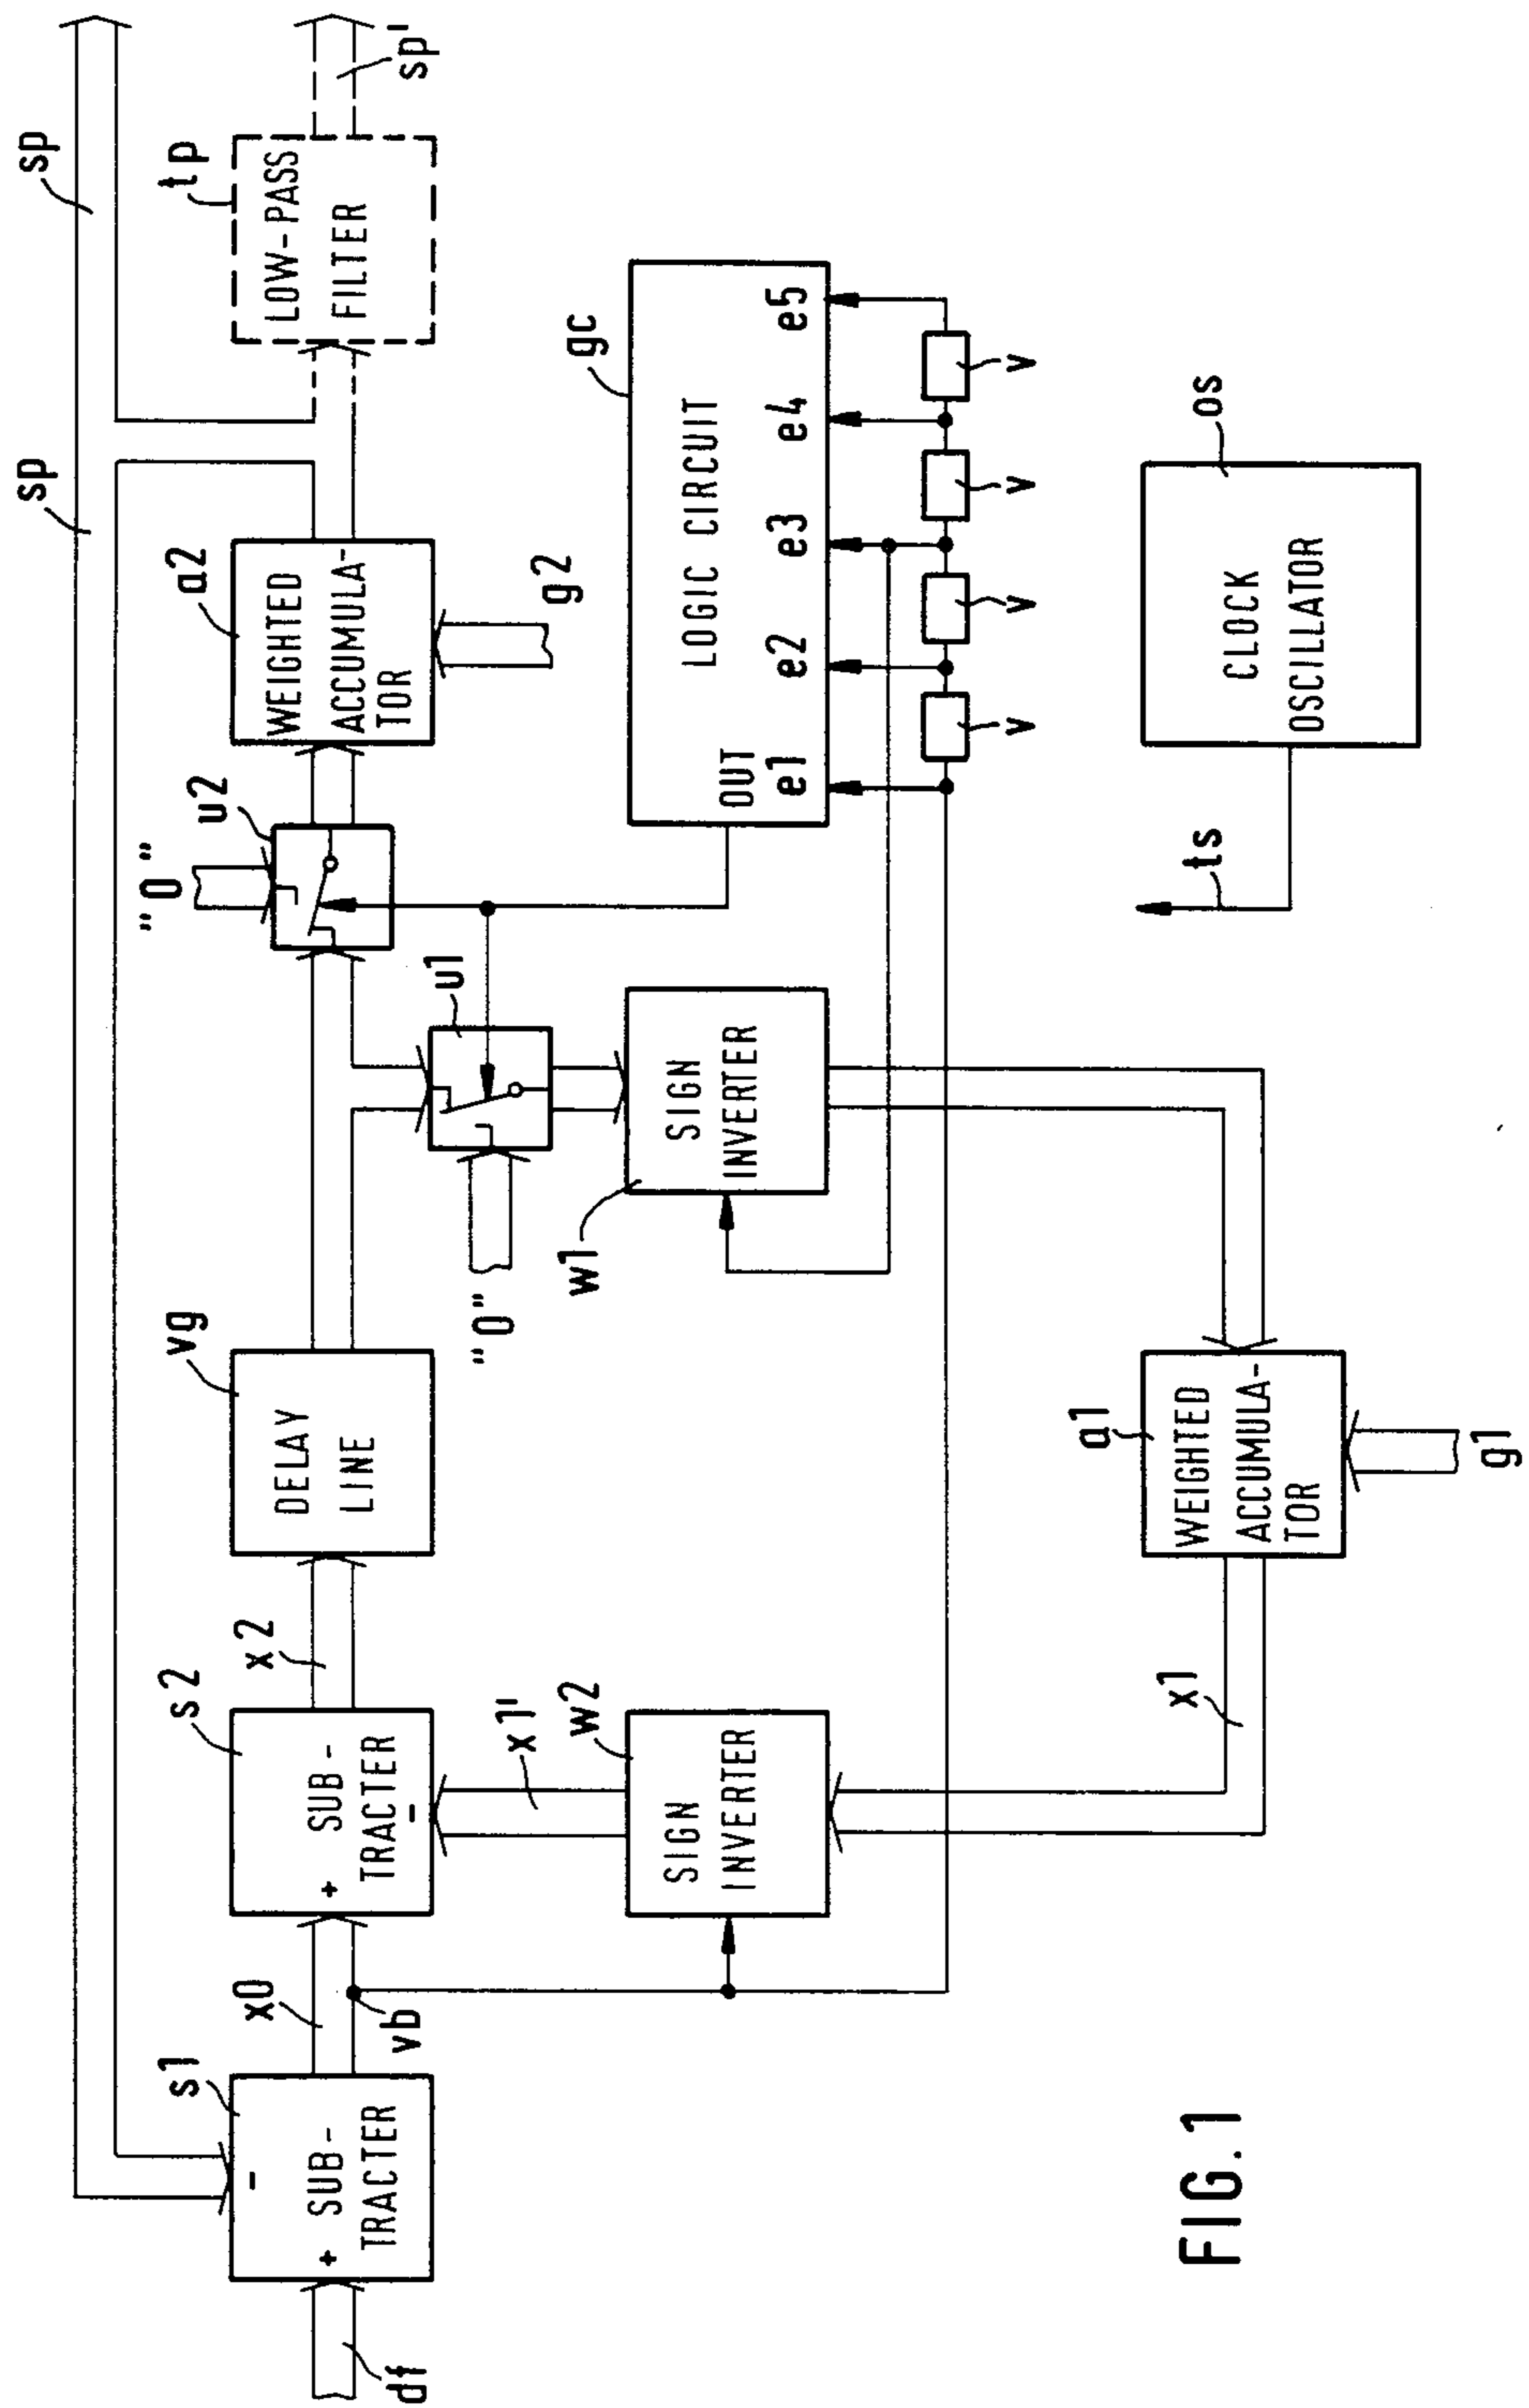 sp
sp
df
s1
+
-
SUB-
TRACTER
x0
vb
s2
+
-
SUB-
TRACTER
x2
vg
DELAY
LINE
"0"
u2
a2
WEIGHTED
ACCUMULA-
TOR
g2
tp
LOW-PASS
FILTER
sp'
"0"
u1
x1'
w2
SIGN
INVERTER
w1
SIGN
INVERTER
gc
LOGIC CIRCUIT
OUT
e1 e2 e3 e4 e5
v v v v
x1
a1
WEIGHTED
ACCUMULA-
TOR
g1
ts
os
CLOCK
OSCILLATOR
FIG.1